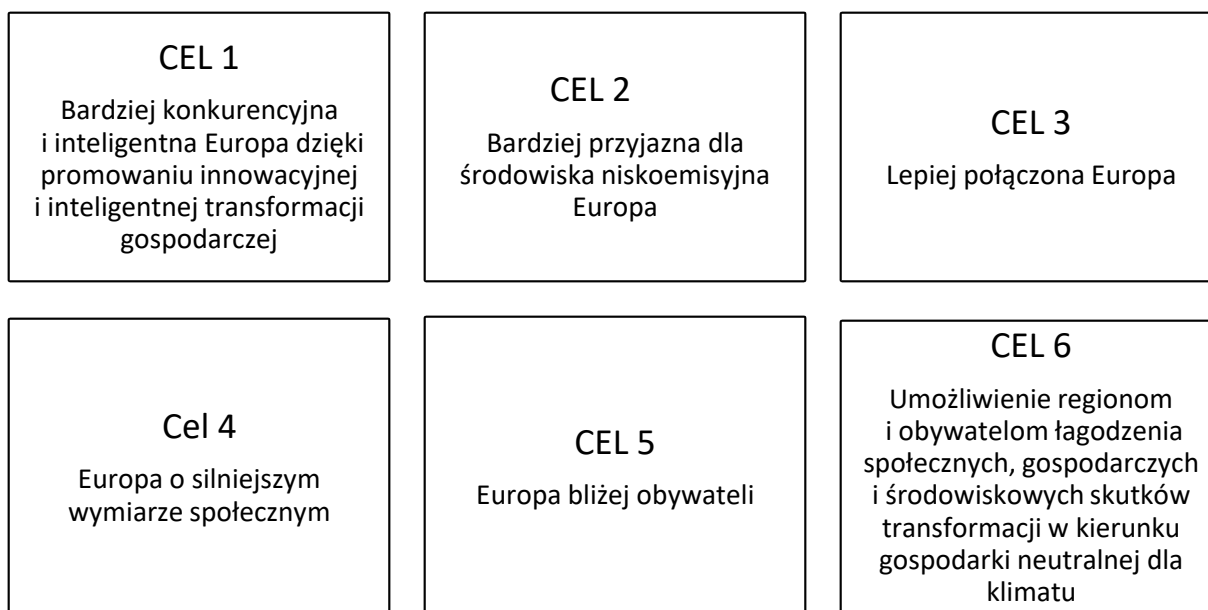 CEL 1
Bardziej konkurencyjna
i inteligentna Europa dzięki
promowaniu innowacyjnej
i inteligentnej transformacji
gospodarczej
CEL 2
Bardziej przyjazna dla
środowiska niskoemisyjna
Europa
CEL 3
Lepiej połączona Europa
Cel 4
Europa o silniejszym
wymiarze społecznym
CEL 5
Europa bliżej obywateli
CEL 6
Umożliwienie regionom
i obywatelom łagodzenia
społecznych, gospodarczych
i środowiskowych skutków
transformacji w kierunku
gospodarki neutralnej dla
klimatu